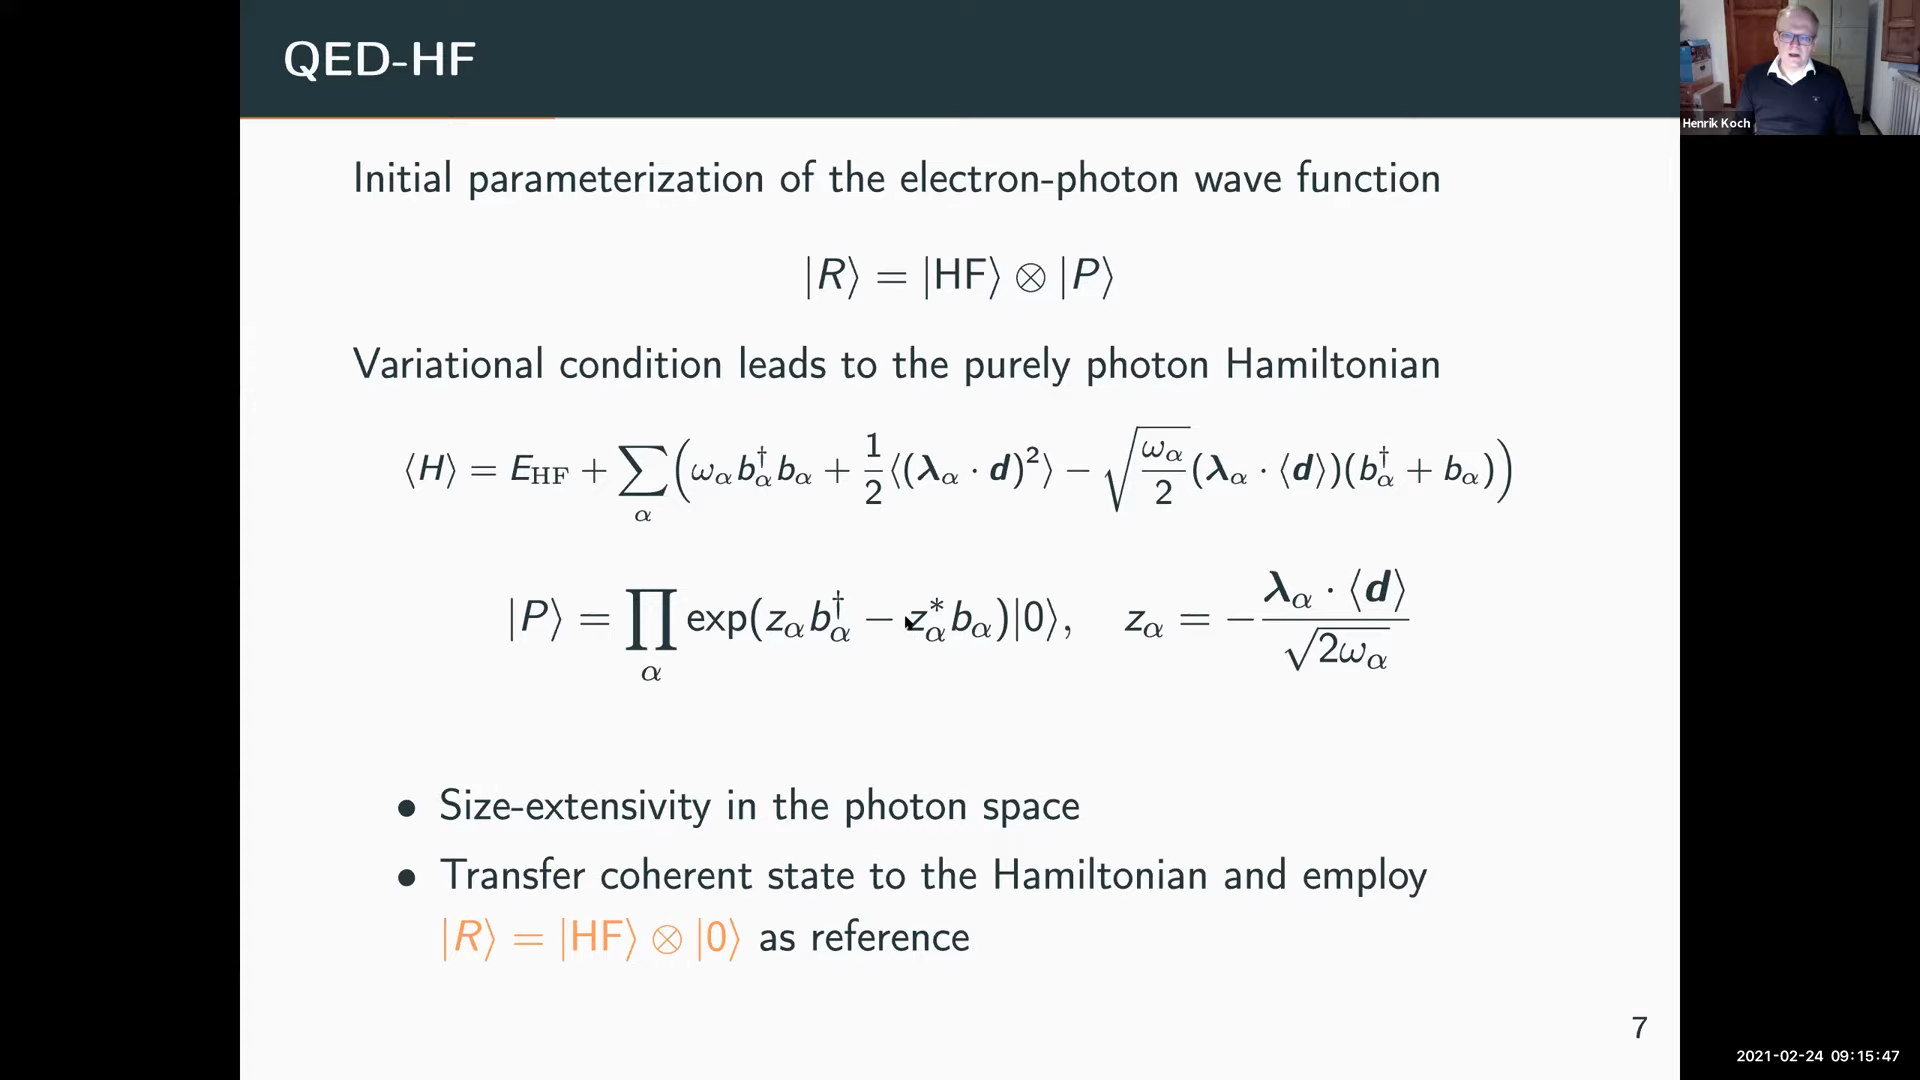 QED-HF
Henrik Koch
Initial parameterization of the electron-photon wave function
|R⟩ = |HF⟩ ⊗ |P⟩
Variational condition leads to the purely photon Hamiltonian
⟨H⟩ = E_HF + ∑_α (ω_α b†_α b_α + 1/2 ⟨(λ_α · d)²⟩ − √(ω_α/2) (λ_α · ⟨d⟩)(b†_α + b_α))
|P⟩ = ∏_α exp(z_α b†_α − z*_α b_α)|0⟩, z_α = − λ_α · ⟨d⟩ / √(2ω_α)
• Size-extensivity in the photon space
• Transfer coherent state to the Hamiltonian and employ
|R⟩ = |HF⟩ ⊗ |0⟩ as reference
7
2021-02-24 09:15:47